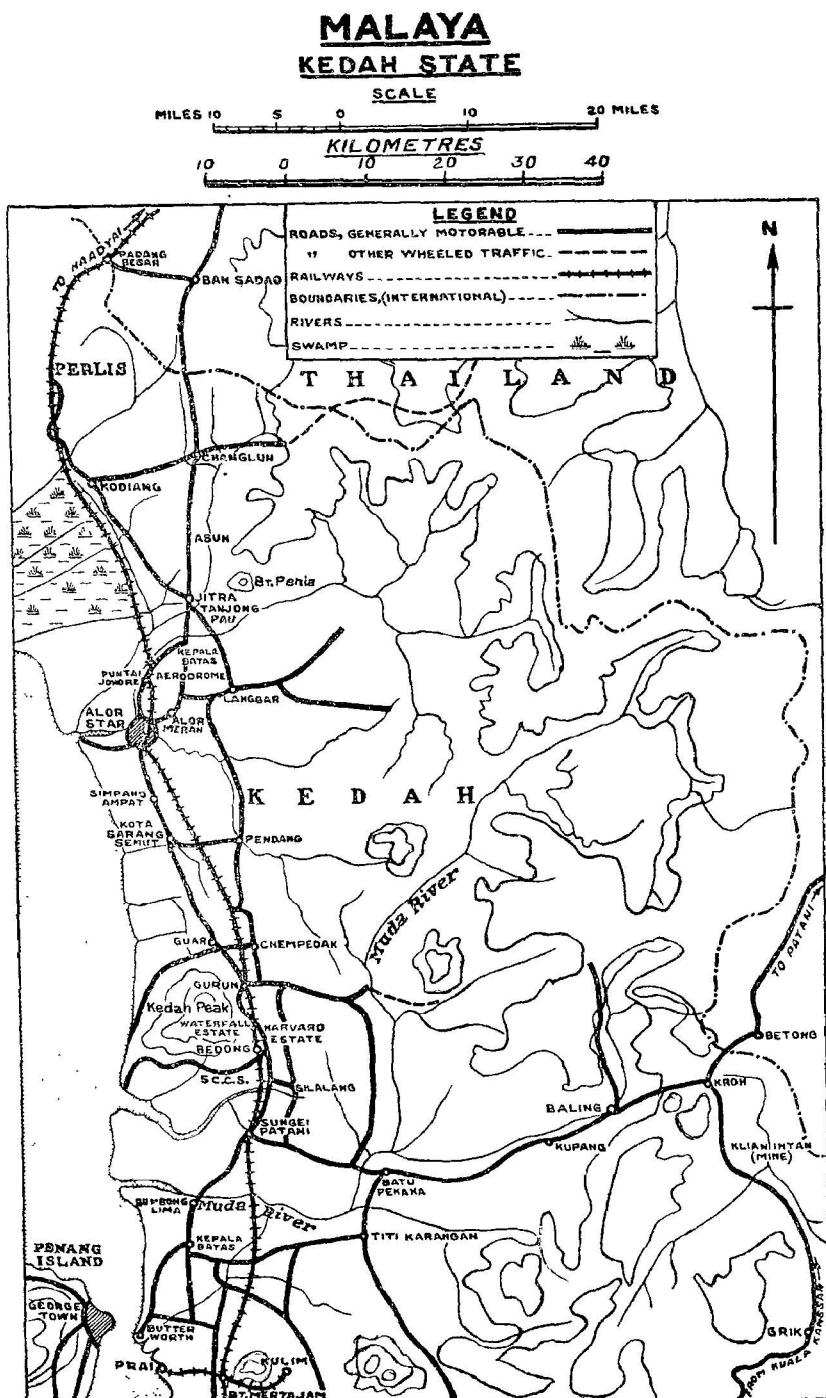 MALAYA
KEDAH STATE
SCALE
MILES 10 5 0 10 20 MILES
KILOMETRES
10 0 10 20 30 40
LEGEND
ROADS, GENERALLY MOTORABLE
" OTHER WHEELED TRAFFIC
RAILWAYS
BOUNDARIES,(INTERNATIONAL)
RIVERS
SWAMP
N
TO HAADYAI
PADANG
BESAR
BAN SADAO
PERLIS
THAILAND
CHANGLUN
KODIANG
ASUN
BT. Penia
JITRA
TANJONG
PAU
KEPALA
BATAS
AERODROME
PUNTAI
JOHORE
LANGGAR
ALOR
STAR
ALOR
MERAH
KEDAH
SIMPANG
AMPAT
KOTA
SARANG
SEMUT
PENDANG
Muda River
TO PATANI
GUAR
CHEMPEDAK
GURUN
Kedah Peak
WATERFALL
ESTATE
HARVARD
ESTATE
BEDONG
BETONG
S.C.C.S.
SILALANG
KROH
BALING
SUNGEI
PATANI
KUPANG
KLIAN INTAN
(MINE)
BATU
PEKAKA
BUMBONG
LIMA
Muda River
KEPALA
BATAS
TITI KARANGAN
PENANG
ISLAND
GEORGE
TOWN
BUTTER
WORTH
GRIK
PRAI
KULIM
BT. MERTAJAM
FROM KUALA KANGSAR